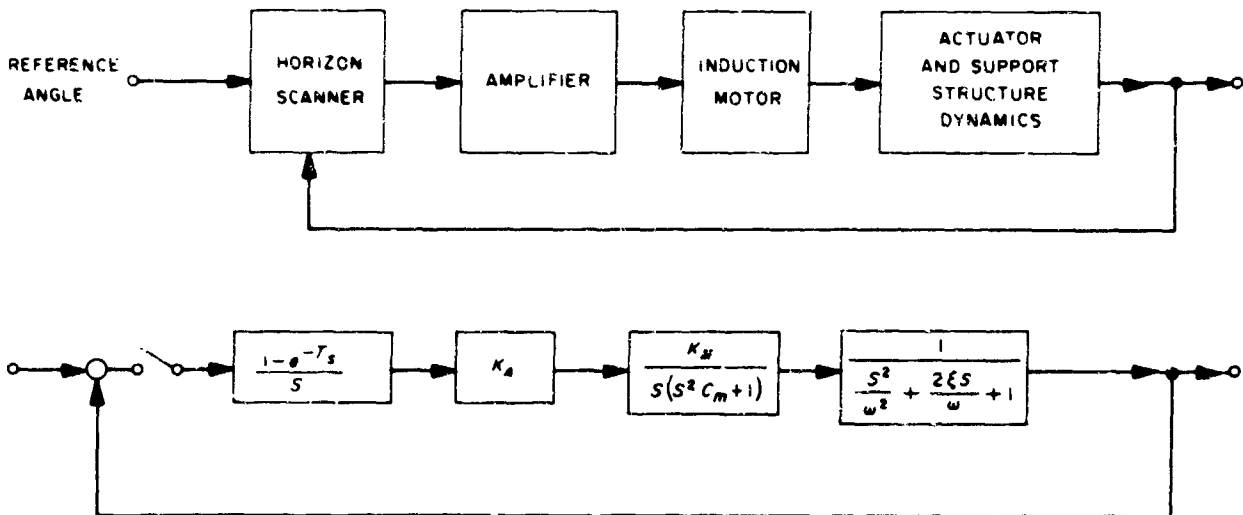 REFERENCE
ANGLE
HORIZON
SCANNER
AMPLIFIER
INDUCTION
MOTOR
ACTUATOR
AND SUPPORT
STRUCTURE
DYNAMICS
1-e^{-Ts}
S
K_A
K_M
S(S^2 C_m+1)
1
S^2/ω^2 + 2ξS/ω + 1